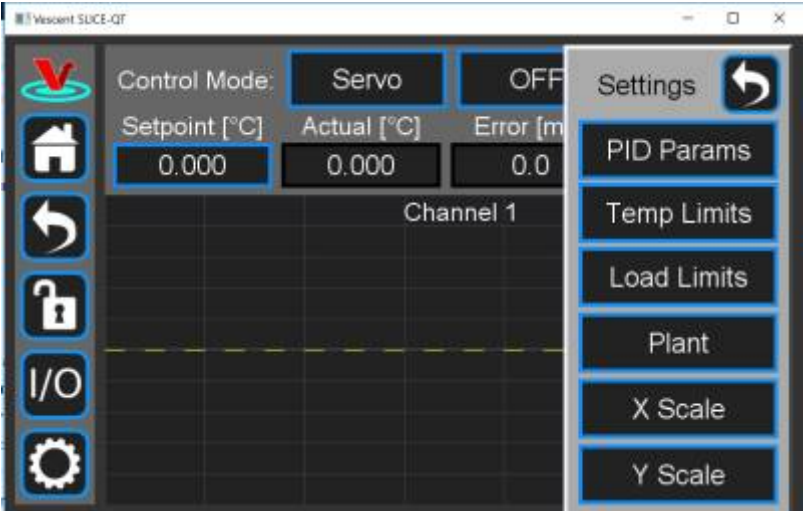 Vescent SLICE-QT
Control Mode: Servo OFF
Setpoint [°C] Actual [°C] Error [m
0.000 0.000 0.0
Channel 1
I/O
Settings
PID Params
Temp Limits
Load Limits
Plant
X Scale
Y Scale